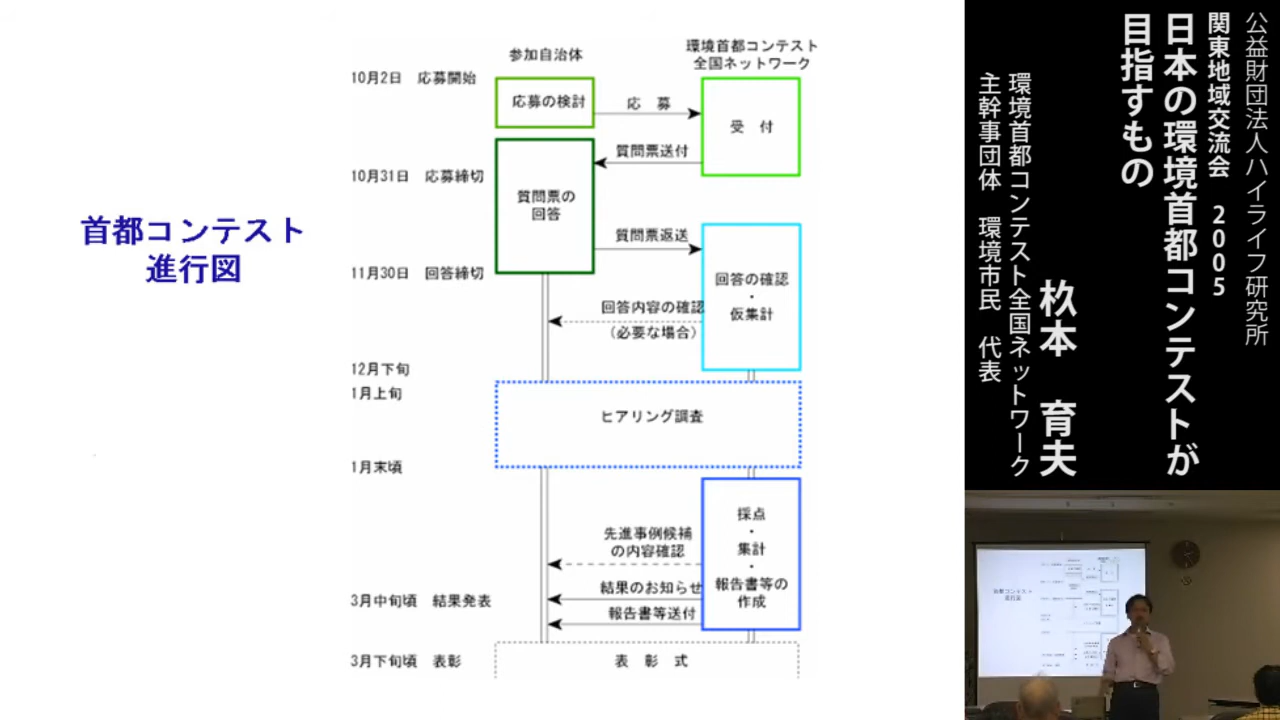 首都コンテスト
進行図
参加自治体
環境首都コンテスト
全国ネットワーク
10月2日 応募開始
応募の検討
応 募
受 付
質問票送付
10月31日 応募締切
質問票の
回答
質問票返送
11月30日 回答締切
回答の確認
・
仮集計
回答内容の確認
（必要な場合）
12月下旬
1月上旬
ヒアリング調査
1月末頃
採点
・
集計
・
報告書等の
作成
先進事例候補
の内容確認
結果のお知らせ
3月中旬頃 結果発表
報告書等送付
3月下旬頃 表彰
表 彰 式
公益財団法人ハイライフ研究所
関東地域交流会 2005
日本の環境首都コンテストが
目指すもの
杦本 育夫
環境首都コンテスト全国ネットワーク
主幹事団体 環境市民 代表
首都コンテスト
進行図